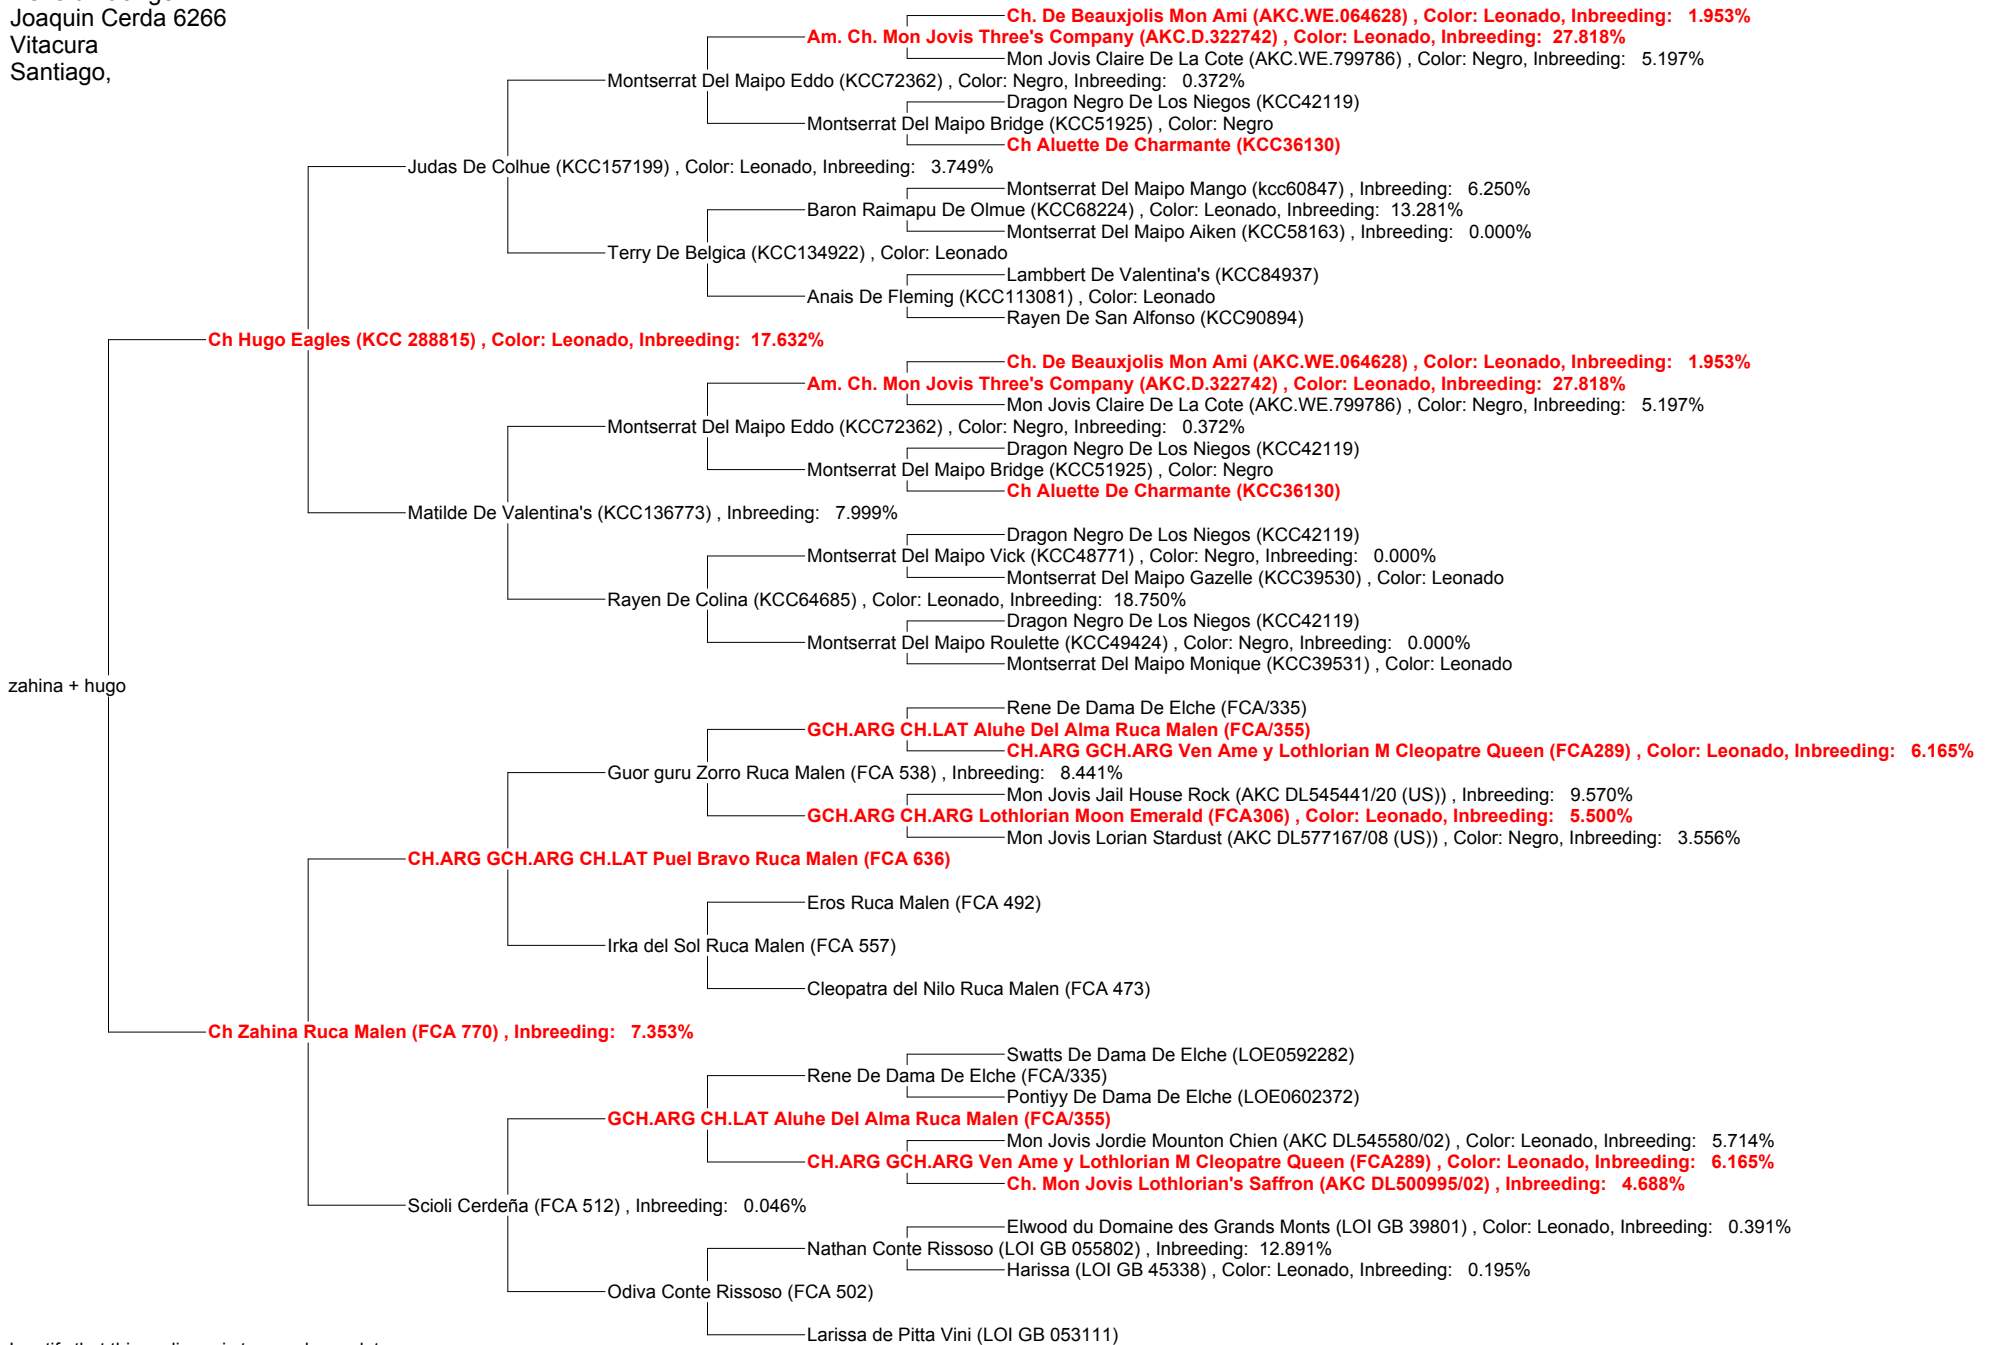 Joaquin Cerda 6266
Vitacura
Santiago,
Ch. De Beauxjolis Mon Ami (AKC.WE.064628) , Color: Leonado, Inbreeding: 1.953%
Am. Ch. Mon Jovis Three's Company (AKC.D.322742) , Color: Leonado, Inbreeding: 27.818%
Mon Jovis Claire De La Cote (AKC.WE.799786) , Color: Negro, Inbreeding: 5.197%
Montserrat Del Maipo Eddo (KCC72362) , Color: Negro, Inbreeding: 0.372%
Dragon Negro De Los Niegos (KCC42119)
Montserrat Del Maipo Bridge (KCC51925) , Color: Negro
Ch Aluette De Charmante (KCC36130)
Judas De Colhue (KCC157199) , Color: Leonado, Inbreeding: 3.749%
Montserrat Del Maipo Mango (kcc60847) , Inbreeding: 6.250%
Baron Raimapu De Olmue (KCC68224) , Color: Leonado, Inbreeding: 13.281%
Montserrat Del Maipo Aiken (KCC58163) , Inbreeding: 0.000%
Terry De Belgica (KCC134922) , Color: Leonado
Lambbert De Valentina's (KCC84937)
Anais De Fleming (KCC113081) , Color: Leonado
Rayen De San Alfonso (KCC90894)
Ch Hugo Eagles (KCC 288815) , Color: Leonado, Inbreeding: 17.632%
Ch. De Beauxjolis Mon Ami (AKC.WE.064628) , Color: Leonado, Inbreeding: 1.953%
Am. Ch. Mon Jovis Three's Company (AKC.D.322742) , Color: Leonado, Inbreeding: 27.818%
Mon Jovis Claire De La Cote (AKC.WE.799786) , Color: Negro, Inbreeding: 5.197%
Montserrat Del Maipo Eddo (KCC72362) , Color: Negro, Inbreeding: 0.372%
Dragon Negro De Los Niegos (KCC42119)
Montserrat Del Maipo Bridge (KCC51925) , Color: Negro
Ch Aluette De Charmante (KCC36130)
Matilde De Valentina's (KCC136773) , Inbreeding: 7.999%
Dragon Negro De Los Niegos (KCC42119)
Montserrat Del Maipo Vick (KCC48771) , Color: Negro, Inbreeding: 0.000%
Montserrat Del Maipo Gazelle (KCC39530) , Color: Leonado
Rayen De Colina (KCC64685) , Color: Leonado, Inbreeding: 18.750%
Dragon Negro De Los Niegos (KCC42119)
Montserrat Del Maipo Roulette (KCC49424) , Color: Negro, Inbreeding: 0.000%
Montserrat Del Maipo Monique (KCC39531) , Color: Leonado
zahina + hugo
Rene De Dama De Elche (FCA/335)
GCH.ARG CH.LAT Aluhe Del Alma Ruca Malen (FCA/355)
CH.ARG GCH.ARG Ven Ame y Lothlorian M Cleopatre Queen (FCA289) , Color: Leonado, Inbreeding: 6.165%
Guor guru Zorro Ruca Malen (FCA 538) , Inbreeding: 8.441%
Mon Jovis Jail House Rock (AKC DL545441/20 (US)) , Inbreeding: 9.570%
GCH.ARG CH.ARG Lothlorian Moon Emerald (FCA306) , Color: Leonado, Inbreeding: 5.500%
Mon Jovis Lorian Stardust (AKC DL577167/08 (US)) , Color: Negro, Inbreeding: 3.556%
CH.ARG GCH.ARG CH.LAT Puel Bravo Ruca Malen (FCA 636)
Eros Ruca Malen (FCA 492)
Irka del Sol Ruca Malen (FCA 557)
Cleopatra del Nilo Ruca Malen (FCA 473)
Ch Zahina Ruca Malen (FCA 770) , Inbreeding: 7.353%
Swatts De Dama De Elche (LOE0592282)
Rene De Dama De Elche (FCA/335)
Pontiyy De Dama De Elche (LOE0602372)
GCH.ARG CH.LAT Aluhe Del Alma Ruca Malen (FCA/355)
Mon Jovis Jordie Mounton Chien (AKC DL545580/02) , Color: Leonado, Inbreeding: 5.714%
CH.ARG GCH.ARG Ven Ame y Lothlorian M Cleopatre Queen (FCA289) , Color: Leonado, Inbreeding: 6.165%
Ch. Mon Jovis Lothlorian's Saffron (AKC DL500995/02) , Inbreeding: 4.688%
Scioli Cerdeña (FCA 512) , Inbreeding: 0.046%
Elwood du Domaine des Grands Monts (LOI GB 39801) , Color: Leonado, Inbreeding: 0.391%
Nathan Conte Rissoso (LOI GB 055802) , Inbreeding: 12.891%
Harissa (LOI GB 45338) , Color: Leonado, Inbreeding: 0.195%
Odiva Conte Rissoso (FCA 502)
Larissa de Pitta Vini (LOI GB 053111)